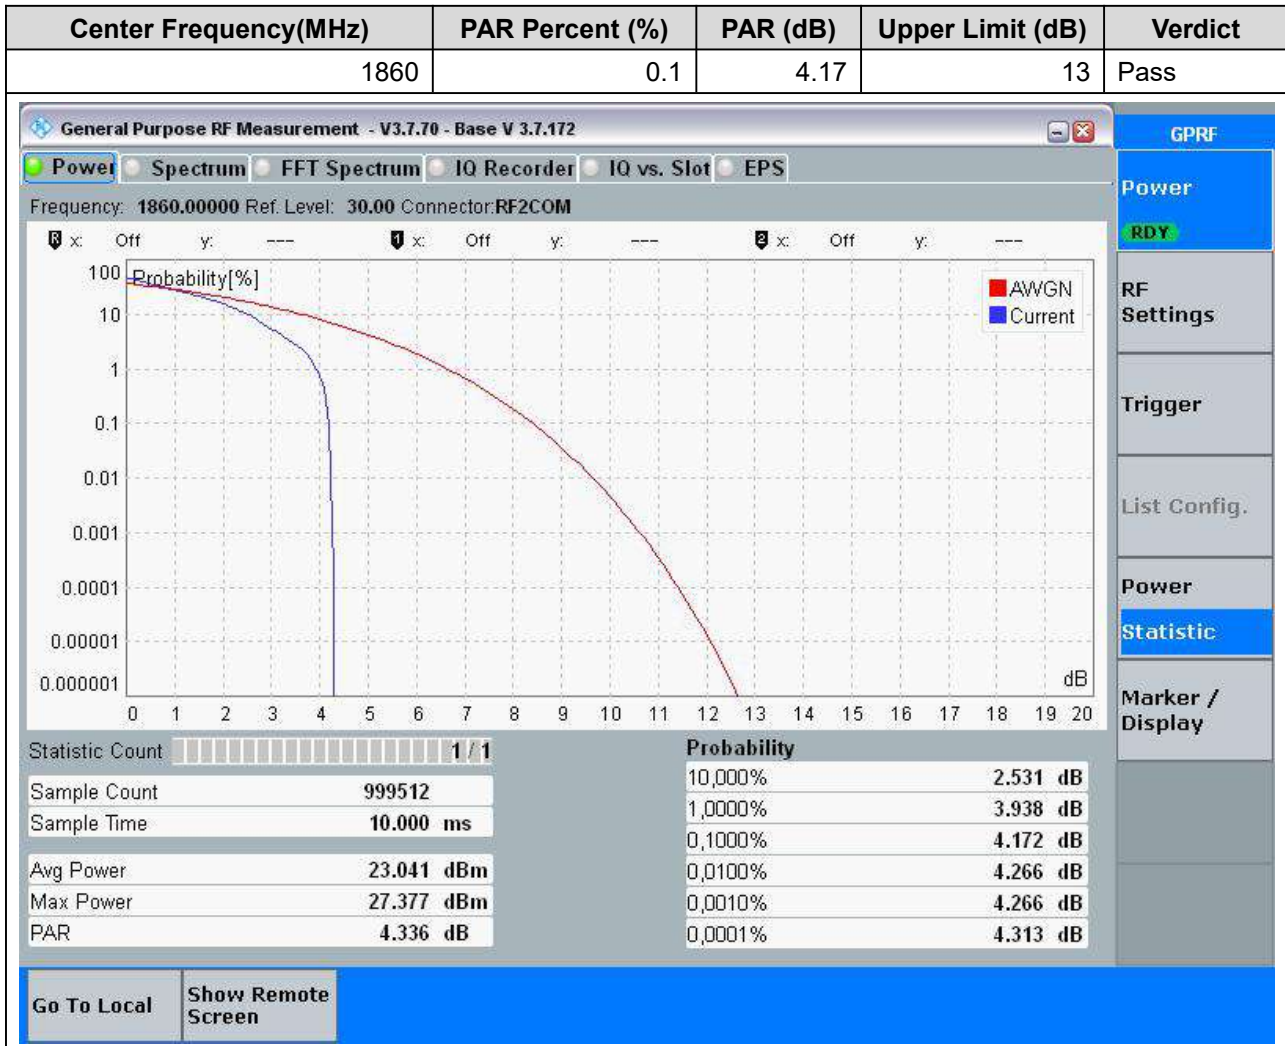 Center Frequency(MHz) PAR Percent (%) PAR (dB) Upper Limit (dB) Verdict
1860 0.1 4.17 13 Pass
General Purpose RF Measurement - V3.7.70 - Base V 3.7.172
GPRF
Power Spectrum FFT Spectrum IQ Recorder IQ vs. Slot EPS
Power
RDY
Frequency: 1860.00000 Ref. Level: 30.00 Connector:RF2COM
R x: Off y: --- 1 x: Off y: --- 2 x: Off y: ---
Probability[%]
AWGN
Current
100
10
1
0.1
0.01
0.001
0.0001
0.00001
0.000001
dB
0 1 2 3 4 5 6 7 8 9 10 11 12 13 14 15 16 17 18 19 20
RF
Settings
Trigger
List Config.
Power
Statistic
Marker /
Display
Statistic Count 1 / 1
Sample Count 999512
Sample Time 10.000 ms
Avg Power 23.041 dBm
Max Power 27.377 dBm
PAR 4.336 dB
Probability
10,000% 2.531 dB
1,0000% 3.938 dB
0,1000% 4.172 dB
0,0100% 4.266 dB
0,0010% 4.266 dB
0,0001% 4.313 dB
Go To Local
Show Remote
Screen